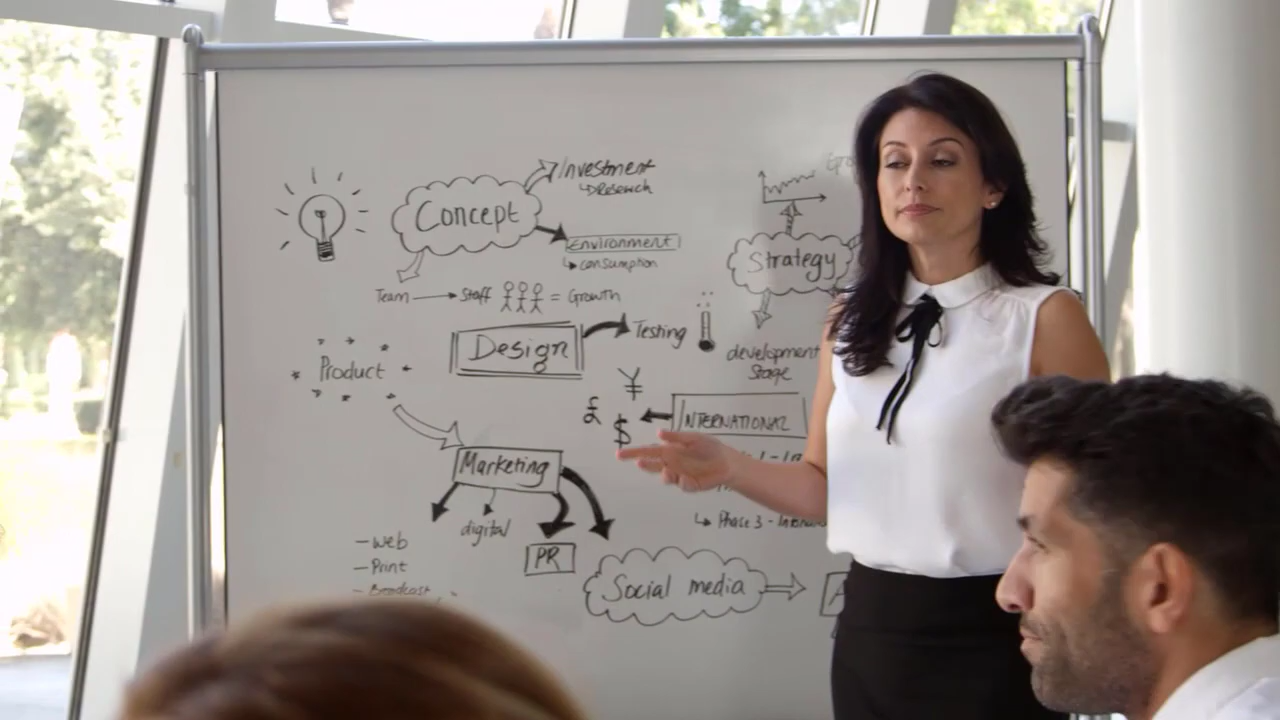 Investment
↳ Research
Concept
Environment
↳ consumption
Strategy
Team → Staff = Growth
Testing
Design
development
Stage
Product
¥
£
$
INTERNATIONAL
Marketing
digital
↳ Phase 3 -
– Web
– Print
– Broadcast
PR
Social media